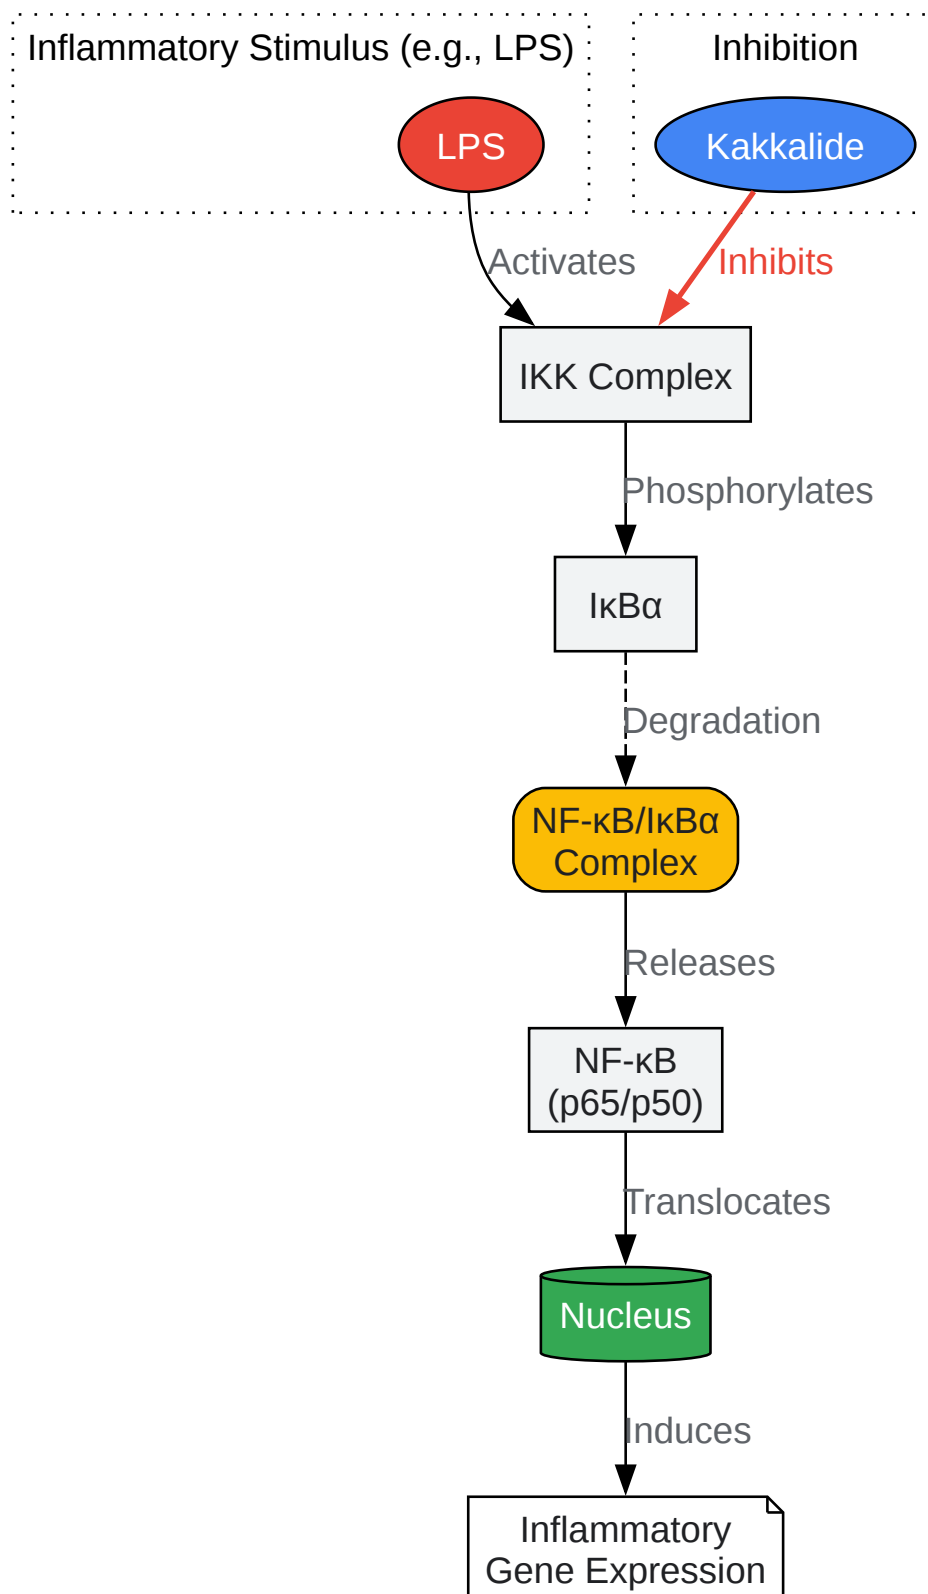 Inflammatory Stimulus (e.g., LPS)
Inhibition
LPS
Kakkalide
Activates
Inhibits
IKK Complex
Phosphorylates
IκBα
Degradation
NF-κB/IκBα
Complex
Releases
NF-κB
(p65/p50)
Translocates
Nucleus
Induces
Inflammatory
Gene Expression